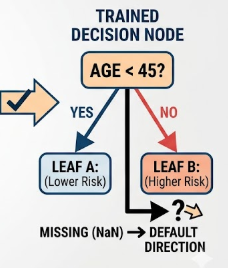 TRAINED
DECISION NODE
AGE < 45?
YES
NO
LEAF A:
(Lower Risk)
LEAF B:
(Higher Risk)
?
MISSING (NaN) → DEFAULT
DIRECTION